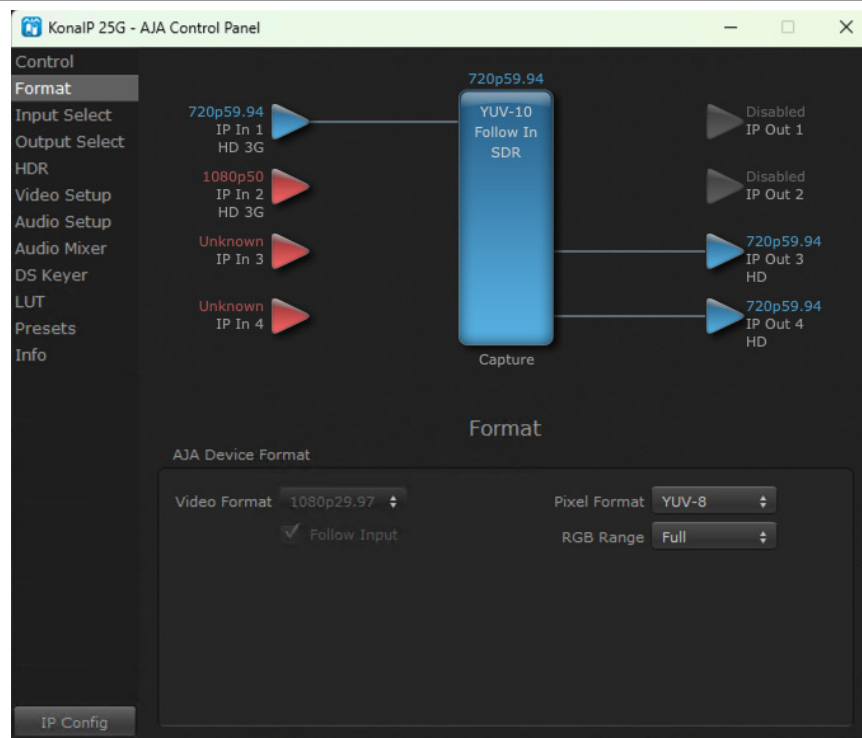 KonaIP 25G - AJA Control Panel
Control
Format
Input Select
Output Select
HDR
Video Setup
Audio Setup
Audio Mixer
DS Keyer
LUT
Presets
Info
IP Config
720p59.94
IP In 1
HD 3G
1080p50
IP In 2
HD 3G
Unknown
IP In 3
Unknown
IP In 4
720p59.94
YUV-10
Follow In
SDR
Capture
Disabled
IP Out 1
Disabled
IP Out 2
720p59.94
IP Out 3
HD
720p59.94
IP Out 4
HD
Format
AJA Device Format
Video Format 1080p29.97
Follow Input
Pixel Format YUV-8
RGB Range Full